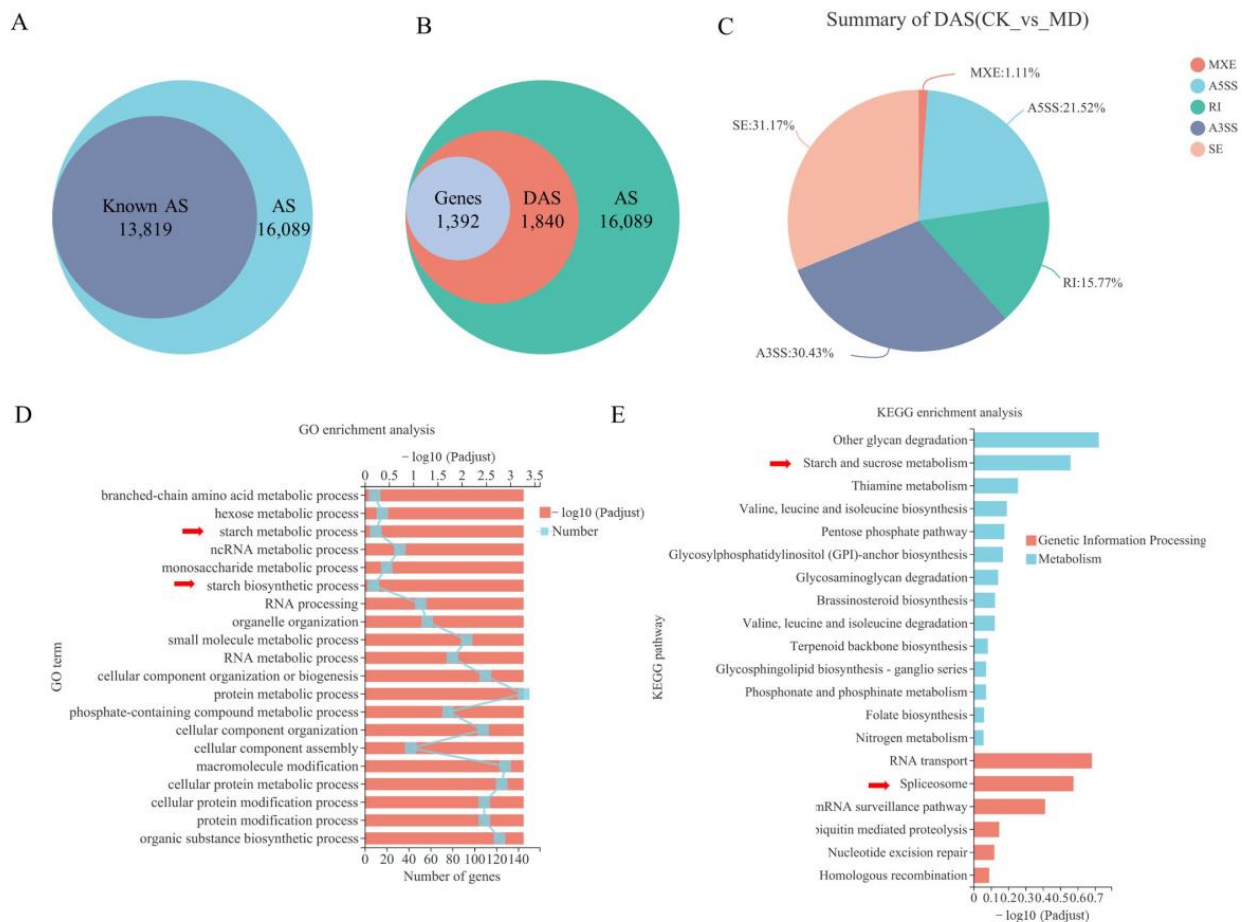 A
Known AS
13,819
AS
16,089
B
Genes
1,392
DAS
1,840
AS
16,089
C
Summary of DAS(CK_vs_MD)
MXE:1.11%
A5SS:21.52%
RI:15.77%
A3SS:30.43%
SE:31.17%
MXE
A5SS
RI
A3SS
SE
D
GO enrichment analysis
− log10 (Padjust)
0 0.5 1 1.5 2 2.5 3 3.5
GO term
branched-chain amino acid metabolic process
hexose metabolic process
starch metabolic process
ncRNA metabolic process
monosaccharide metabolic process
starch biosynthetic process
RNA processing
organelle organization
small molecule metabolic process
RNA metabolic process
cellular component organization or biogenesis
protein metabolic process
phosphate-containing compound metabolic process
cellular component organization
cellular component assembly
macromolecule modification
cellular protein metabolic process
cellular protein modification process
protein modification process
organic substance biosynthetic process
− log10 (Padjust)
Number
0 20 40 60 80 100 120 140
Number of genes
E
KEGG enrichment analysis
KEGG pathway
Other glycan degradation
Starch and sucrose metabolism
Thiamine metabolism
Valine, leucine and isoleucine biosynthesis
Pentose phosphate pathway
Glycosylphosphatidylinositol (GPI)-anchor biosynthesis
Glycosaminoglycan degradation
Brassinosteroid biosynthesis
Valine, leucine and isoleucine degradation
Terpenoid backbone biosynthesis
Glycosphingolipid biosynthesis - ganglio series
Phosphonate and phosphinate metabolism
Folate biosynthesis
Nitrogen metabolism
RNA transport
Spliceosome
mRNA surveillance pathway
biquitin mediated proteolysis
Nucleotide excision repair
Homologous recombination
Genetic Information Processing
Metabolism
0 0.1 0.2 0.3 0.4 0.5 0.6 0.7
− log10 (Padjust)